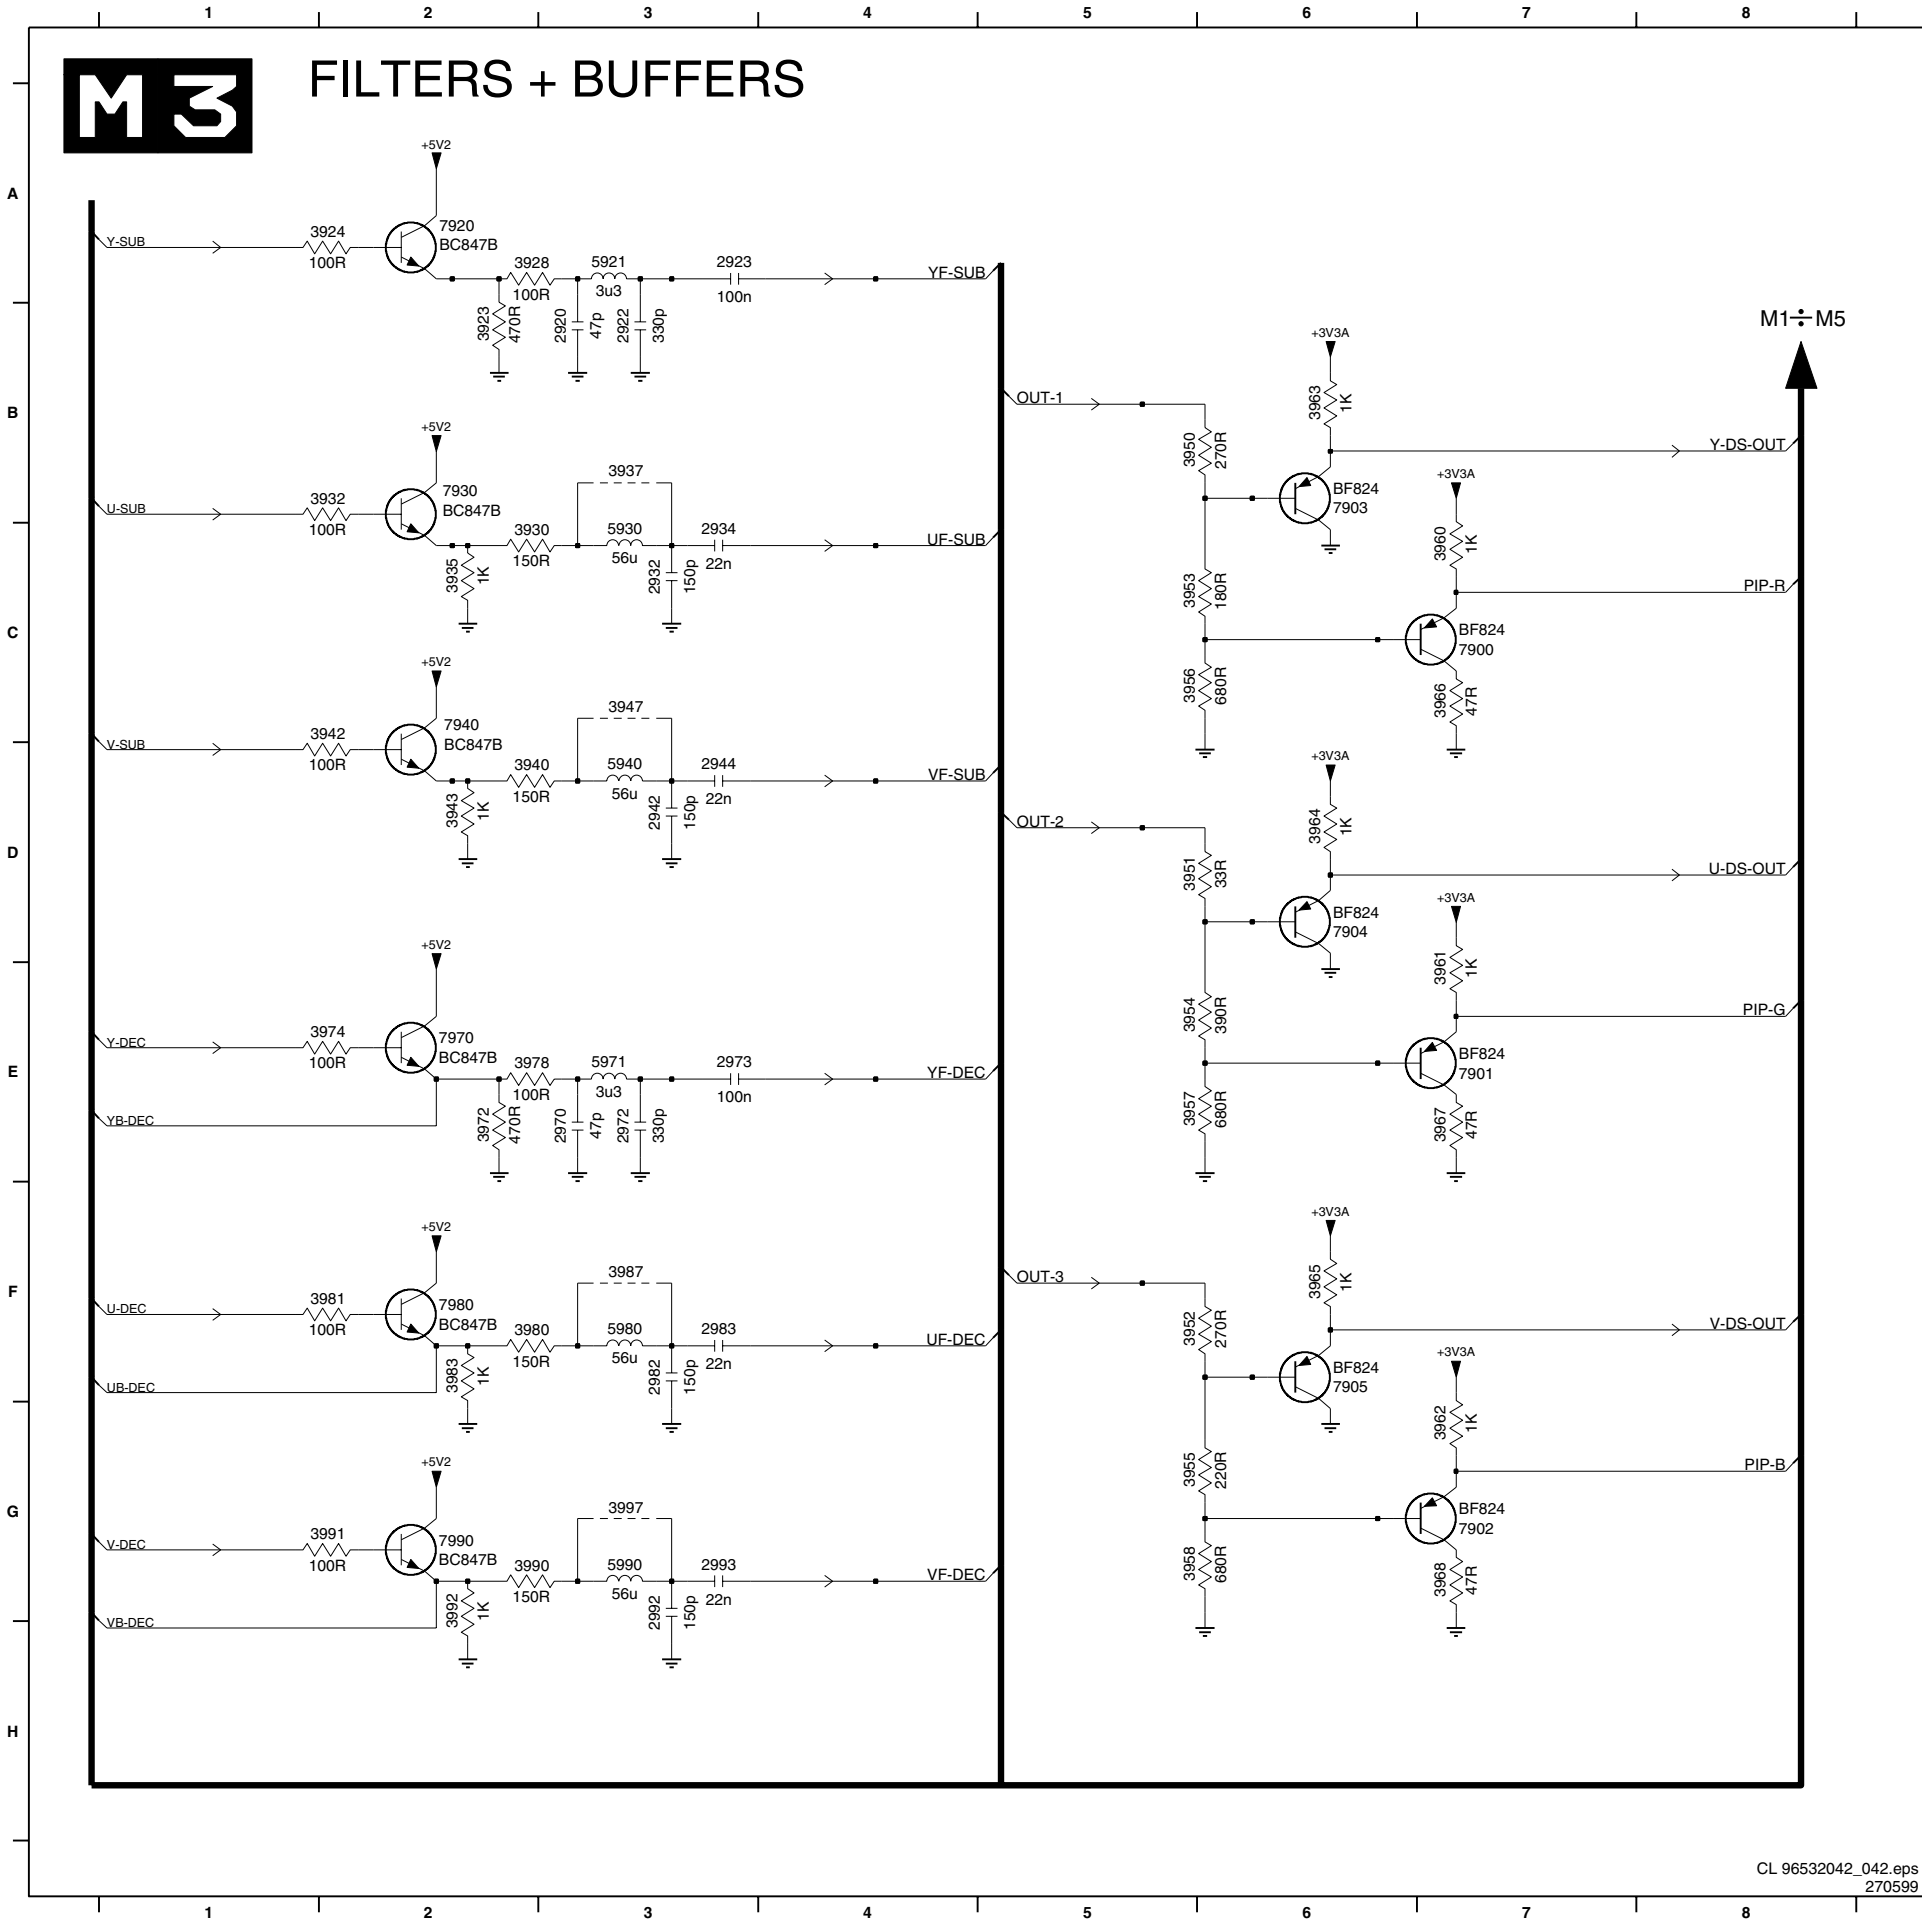 1 2 3 4 5 6 7 8
M 3 FILTERS + BUFFERS
A
B
C
D
E
F
G
H
+5V2
Y-SUB
3924
100R
7920
BC847B
3928
100R
5921
3u3
2923
100n
YF-SUB
3923
470R
2920
47p
2922
330p
+5V2
U-SUB
3932
100R
7930
BC847B
3937
3930
150R
5930
56u
2934
22n
UF-SUB
3935
1K
2932
150p
+5V2
V-SUB
3942
100R
7940
BC847B
3947
3940
150R
5940
56u
2944
22n
VF-SUB
3943
1K
2942
150p
+5V2
Y-DEC
3974
100R
7970
BC847B
3978
100R
5971
3u3
2973
100n
YF-DEC
YB-DEC
3972
470R
2970
47p
2972
330p
+5V2
U-DEC
3981
100R
7980
BC847B
3987
3980
150R
5980
56u
2983
22n
UF-DEC
UB-DEC
3983
1K
2982
150p
+5V2
V-DEC
3991
100R
7990
BC847B
3997
3990
150R
5990
56u
2993
22n
VF-DEC
VB-DEC
3992
1K
2992
150p
M1÷M5
OUT-1
3950
270R
+3V3A
3963
1K
Y-DS-OUT
BF824
7903
+3V3A
3960
1K
PIP-R
3953
180R
BF824
7900
3956
680R
3966
47R
OUT-2
3951
33R
+3V3A
3964
1K
U-DS-OUT
BF824
7904
+3V3A
3961
1K
PIP-G
3954
390R
BF824
7901
3957
680R
3967
47R
OUT-3
3952
270R
+3V3A
3965
1K
V-DS-OUT
BF824
7905
+3V3A
3962
1K
PIP-B
3955
220R
BF824
7902
3958
680R
3968
47R
CL 96532042_042.eps
270599
1 2 3 4 5 6 7 8